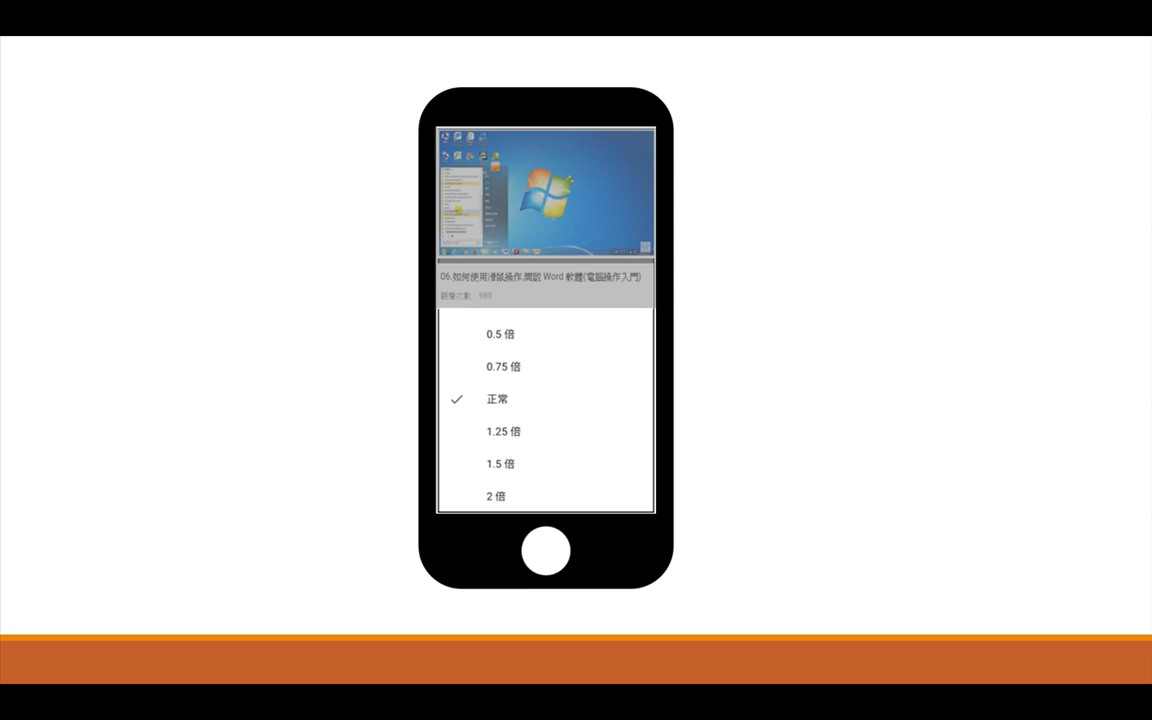 06.如何使用滑鼠操作,開啟 Word 軟體(電腦操作入門)
觀看次數：989
0.5 倍
0.75 倍
正常
1.25 倍
1.5 倍
2 倍